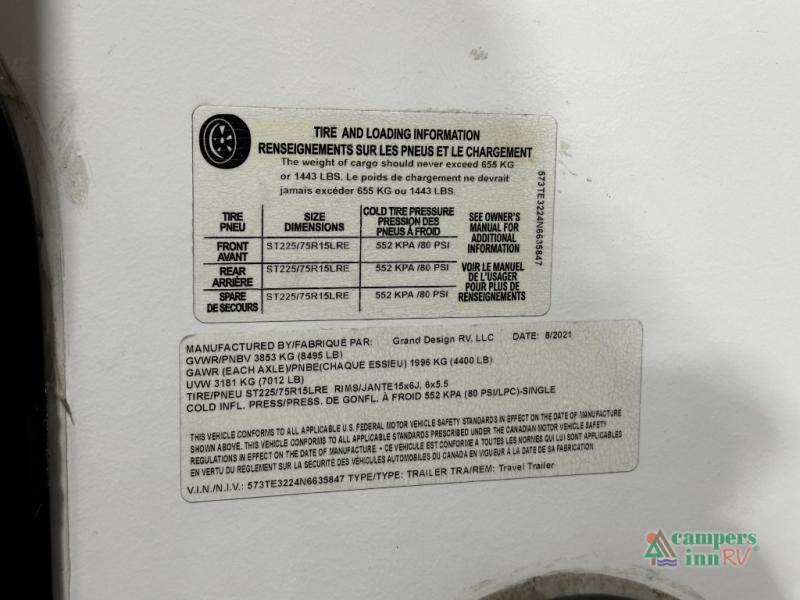 TIRE AND LOADING INFORMATION
RENSEIGNEMENTS SUR LES PNEUS ET LE CHARGEMENT
The weight of cargo should never exceed 655 KG
or 1443 LBS. Le poids de chargement ne devrait
jamais excéder 655 KG ou 1443 LBS.
TIRE PNEU
SIZE DIMENSIONS
COLD TIRE PRESSURE PRESSION DES PNEUS À FROID
FRONT AVANT
ST225/75R15LRE
552 KPA /80 PSI
REAR ARRIÈRE
ST225/75R15LRE
552 KPA /80 PSI
SPARE DE SECOURS
ST225/75R15LRE
552 KPA /80 PSI
SEE OWNER'S
MANUAL FOR
ADDITIONAL
INFORMATION
VOIR LE MANUEL
DE L'USAGER
POUR PLUS DE
RENSEIGNEMENTS
573TE3224N6635847
MANUFACTURED BY/FABRIQUÉ PAR: Grand Design RV, LLC DATE: 8/2021
GVWR/PNBV 3853 KG (8495 LB)
GAWR (EACH AXLE)/PNBE(CHAQUE ESSIEU) 1996 KG (4400 LB)
UVW 3181 KG (7012 LB)
TIRE/PNEU ST225/75R15LRE RIMS/JANTE15x6J, 6x5.5
COLD INFL. PRESS/PRESS. DE GONFL. À FROID 552 KPA (80 PSI/LPC)-SINGLE
THIS VEHICLE CONFORMS TO ALL APPLICABLE U.S. FEDERAL MOTOR VEHICLE SAFETY STANDARDS IN EFFECT ON THE DATE OF MANUFACTURE
SHOWN ABOVE. THIS VEHICLE CONFORMS TO ALL APPLICABLE STANDARDS PRESCRIBED UNDER THE CANADIAN MOTOR VEHICLE SAFETY
REGULATIONS IN EFFECT ON THE DATE OF MANUFACTURE. - CE VEHICULE EST CONFORME A TOUTES LES NORMES QUI LUI SONT APPLICABLES
EN VERTU DU RÈGLEMENT SUR LA SÉCURITÉ DES VÉHICULES AUTOMOBILES DU CANADA EN VIGUEUR À LA DATE DE SA FABRICATION
V.I.N./N.I.V.: 573TE3224N6635847 TYPE/TYPE: TRAILER TRA/REM: Travel Trailer
campers
inn RV